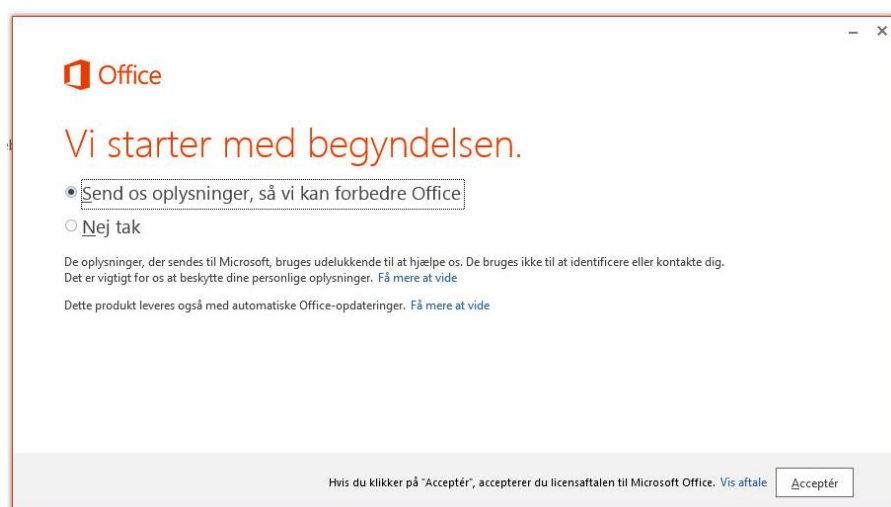 Office
Vi starter med begyndelsen.
Send os oplysninger, så vi kan forbedre Office
Nej tak
De oplysninger, der sendes til Microsoft, bruges udelukkende til at hjælpe os. De bruges ikke til at identificere eller kontakte dig.
Det er vigtigt for os at beskytte dine personlige oplysninger. Få mere at vide
Dette produkt leveres også med automatiske Office-opdateringer. Få mere at vide
Hvis du klikker på "Acceptér", accepterer du licensaftalen til Microsoft Office. Vis aftale Acceptér